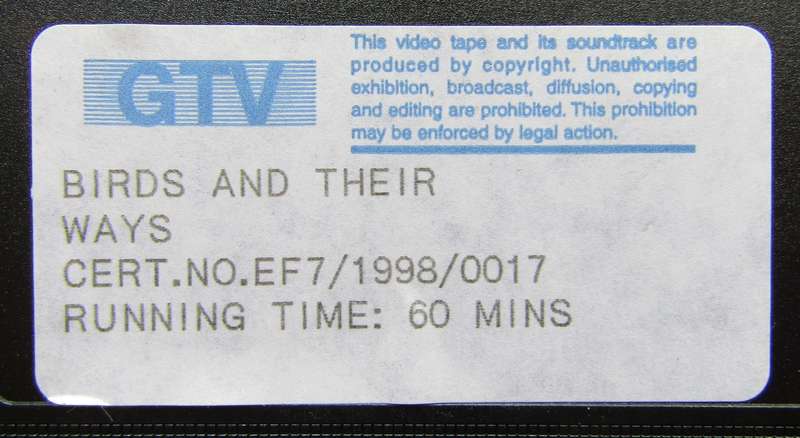 GTV
This video tape and its soundtrack are
produced by copyright. Unauthorised
exhibition, broadcast, diffusion, copying
and editing are prohibited. This prohibition
may be enforced by legal action.
BIRDS AND THEIR
WAYS
CERT.NO.EF7/1998/0017
RUNNING TIME: 60 MINS